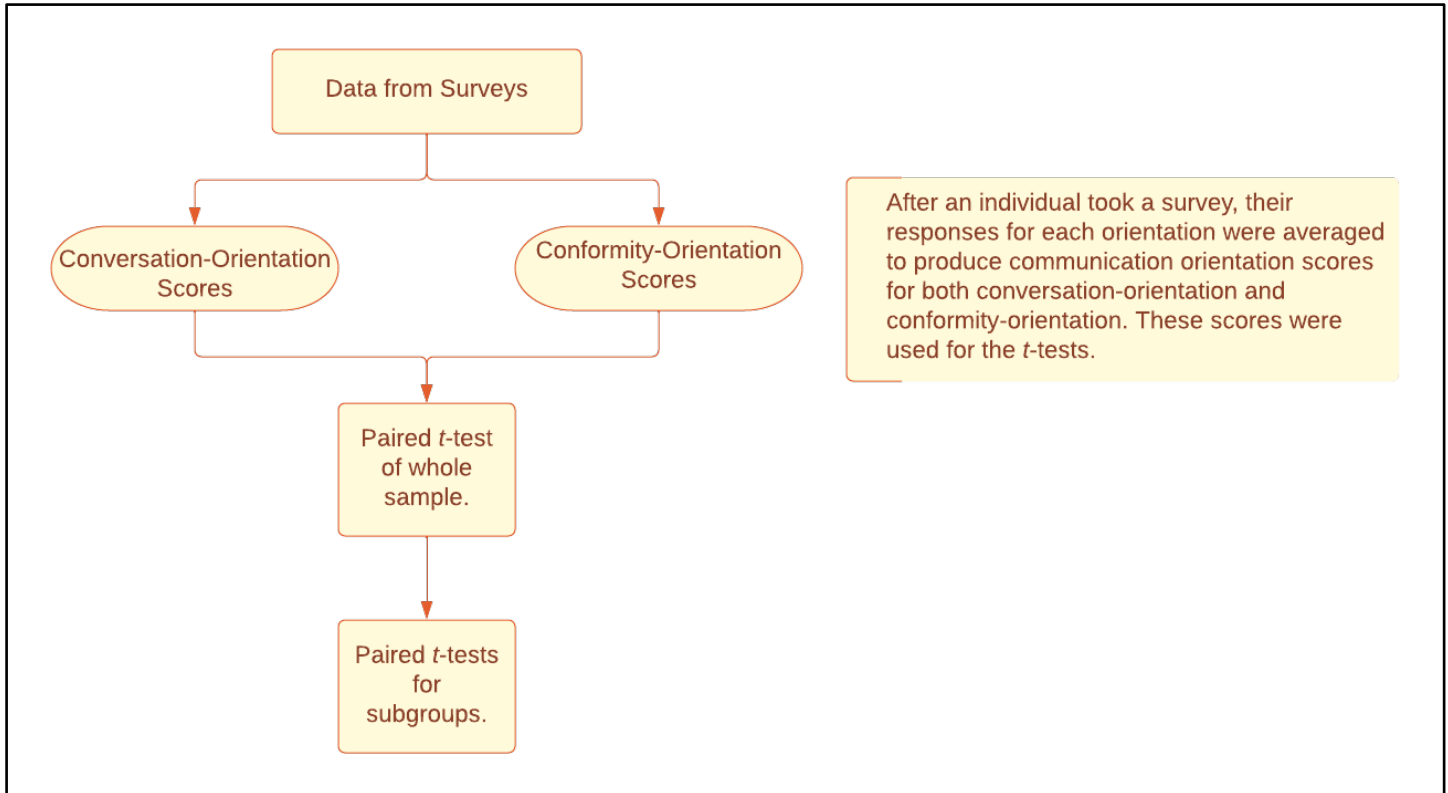 Data from Surveys
Conversation-Orientation
Scores
Conformity-Orientation
Scores
After an individual took a survey, their
responses for each orientation were averaged
to produce communication orientation scores
for both conversation-orientation and
conformity-orientation. These scores were
used for the t-tests.
Paired t-test
of whole
sample.
Paired t-tests
for
subgroups.